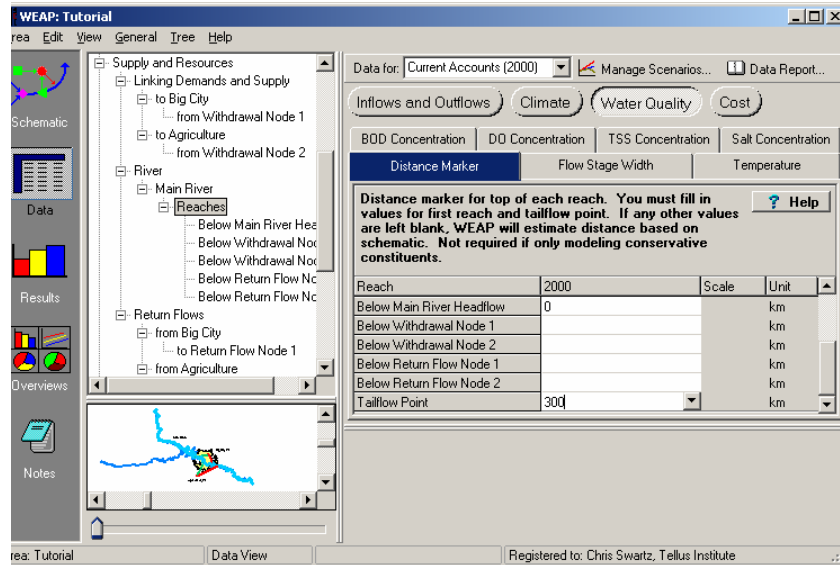 WEAP: Tutorial
rea Edit View General Tree Help
Schematic
Data
Results
Overviews
Notes
Supply and Resources
Linking Demands and Supply
to Big City
from Withdrawal Node 1
to Agriculture
from Withdrawal Node 2
River
Main River
Reaches
Below Main River Hea
Below Withdrawal Noc
Below Withdrawal Noc
Below Return Flow Nc
Below Return Flow Nc
Return Flows
from Big City
to Return Flow Node 1
from Agriculture
Data for: Current Accounts (2000) Manage Scenarios... Data Report...
Inflows and Outflows Climate Water Quality Cost
BOD Concentration DO Concentration TSS Concentration Salt Concentration
Distance Marker Flow Stage Width Temperature
Distance marker for top of each reach. You must fill in
values for first reach and tailflow point. If any other values
are left blank, WEAP will estimate distance based on
schematic. Not required if only modeling conservative
constituents.
? Help
Reach 2000 Scale Unit
Below Main River Headflow 0 km
Below Withdrawal Node 1 km
Below Withdrawal Node 2 km
Below Return Flow Node 1 km
Below Return Flow Node 2 km
Tailflow Point 300 km
rea: Tutorial Data View Registered to: Chris Swartz, Tellus Institute